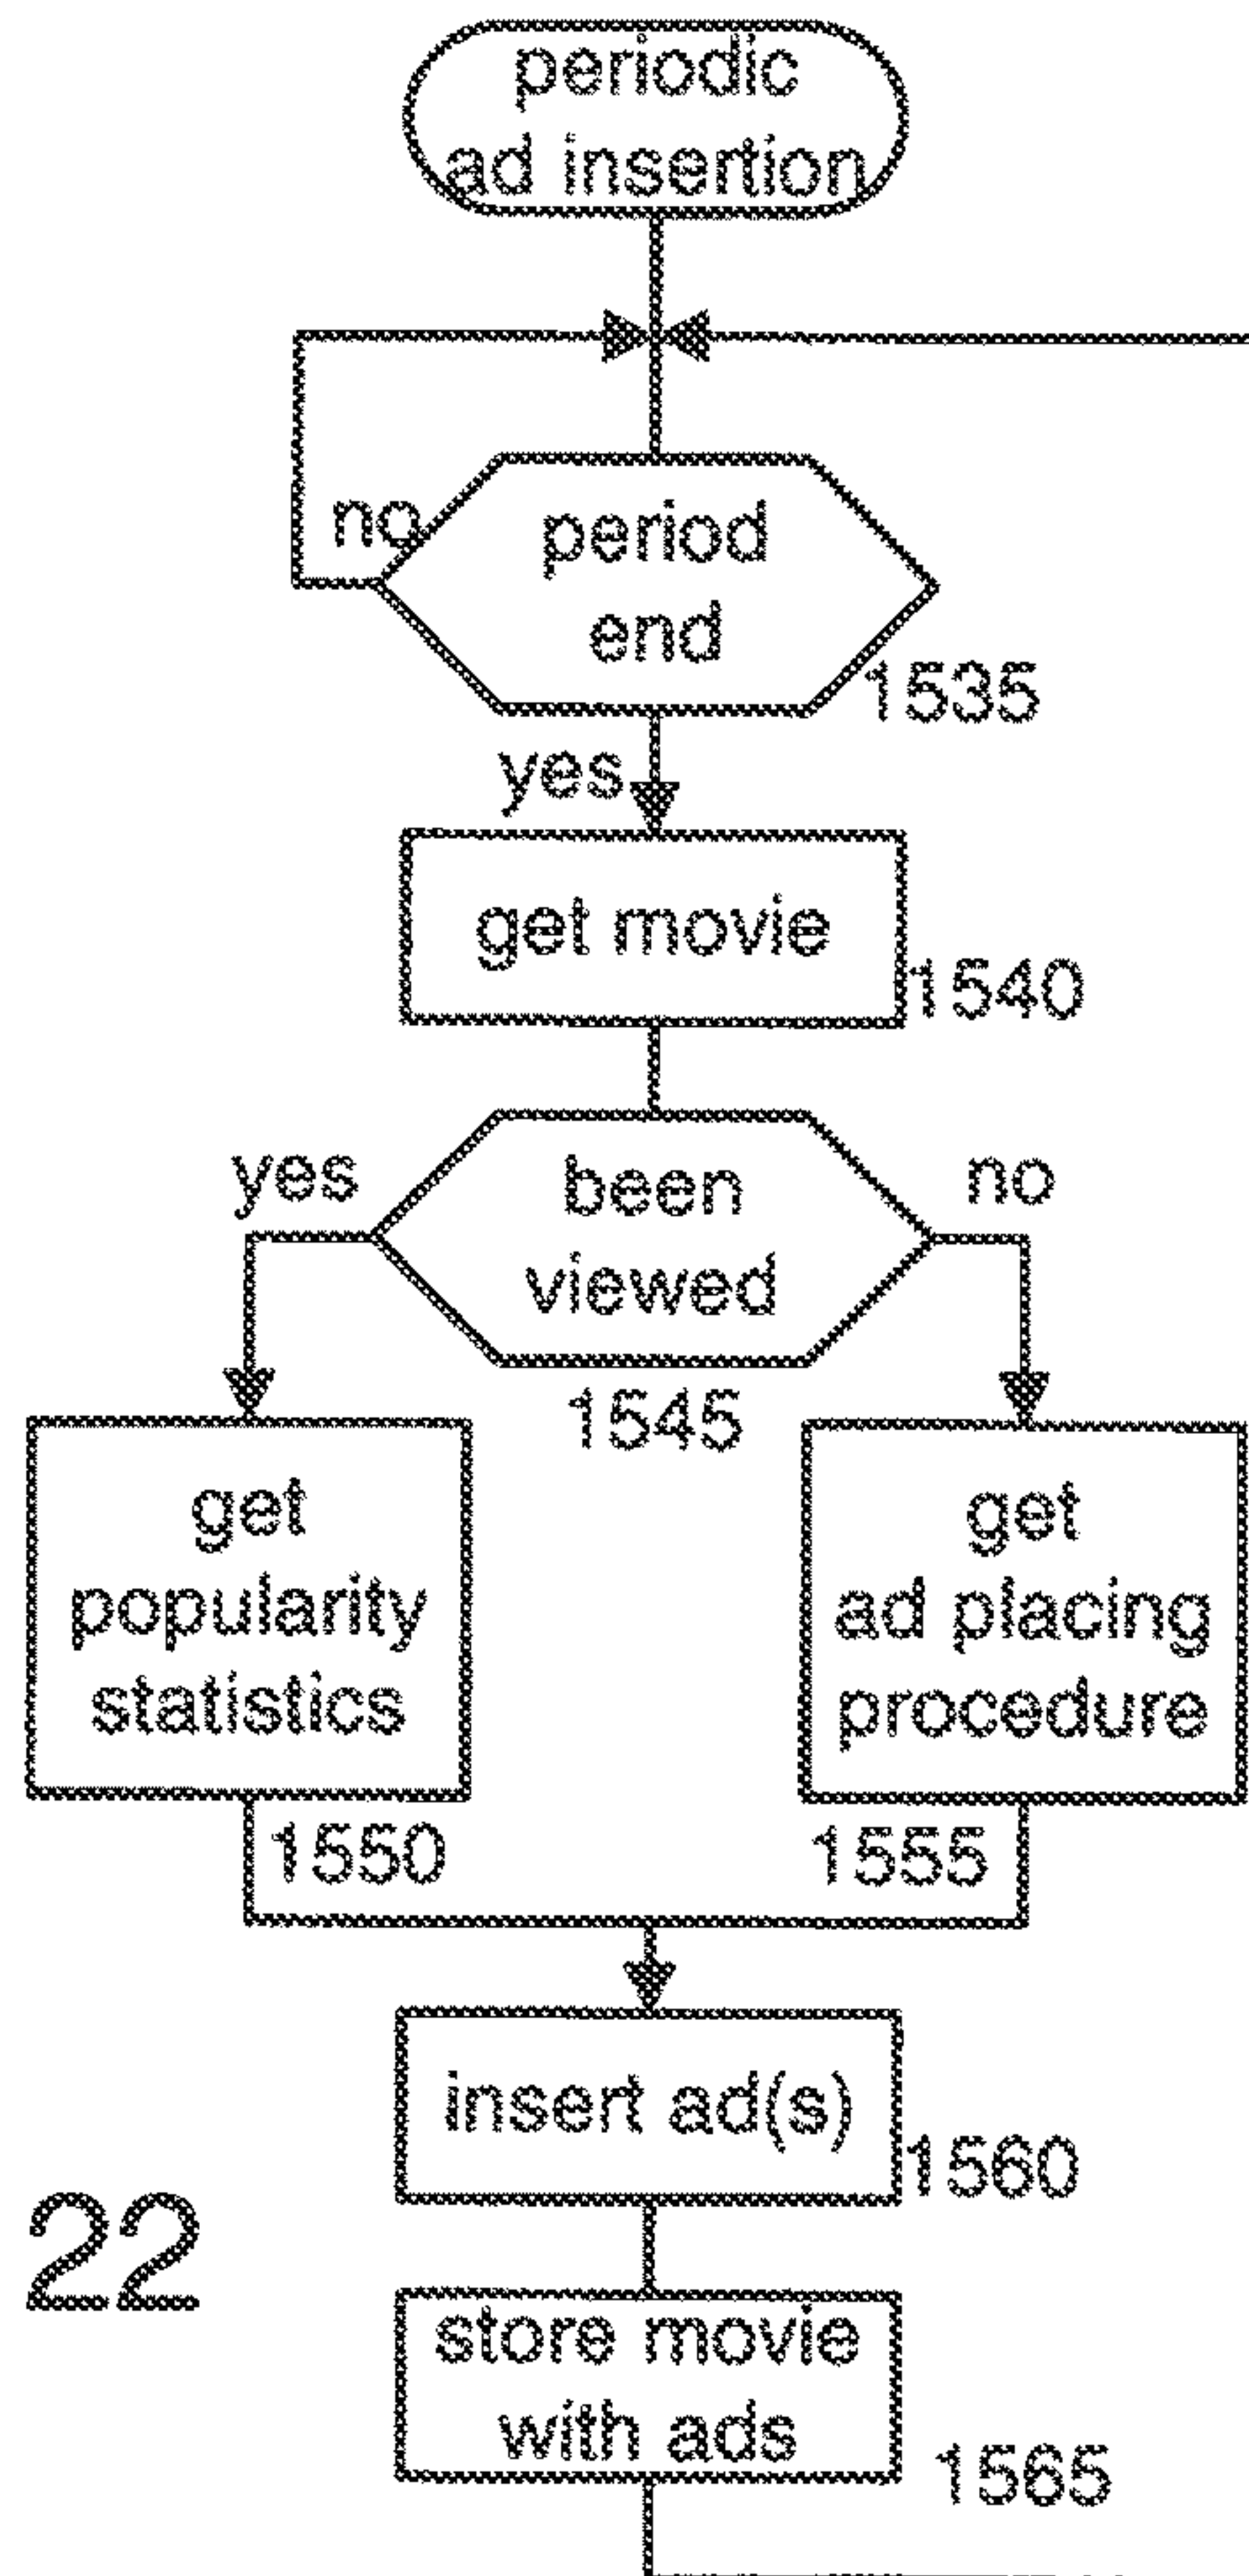 periodic
ad insertion
no
period
end
1535
yes
get movie
1540
yes
been
viewed
no
1545
get
popularity
statistics
get
ad placing
procedure
1550
1555
insert ad(s)
1560
22
store movie
with ads
1565